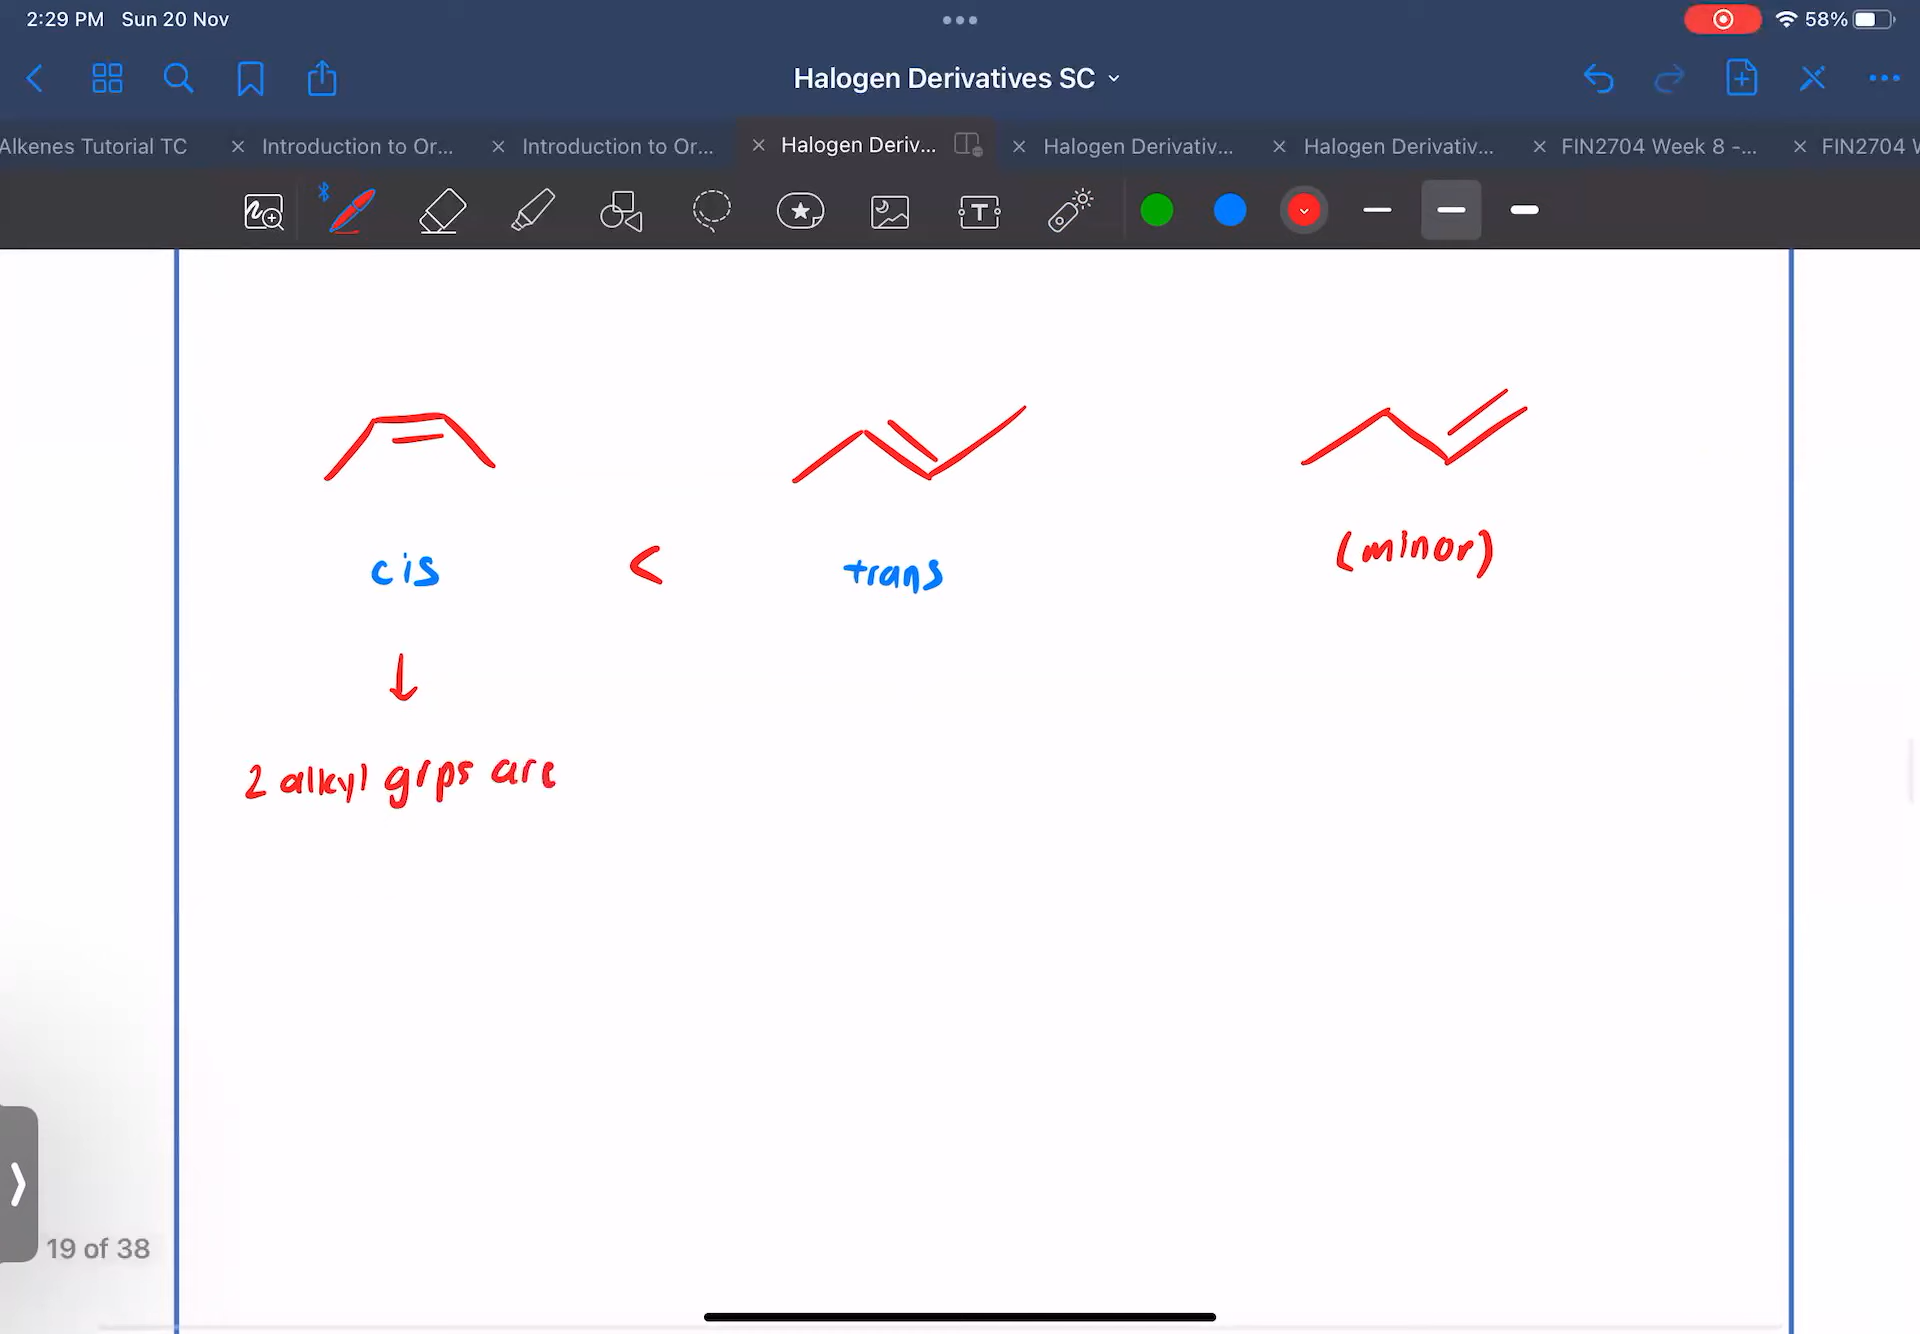 2:29 PM Sun 20 Nov
58%
Halogen Derivatives SC
Alkenes Tutorial TC
Introduction to Or...
Introduction to Or...
Halogen Deriv...
Halogen Derivativ...
Halogen Derivativ...
FIN2704 Week 8 -...
FIN2704 W
T
(minor)
cis < trans
↓
2 alkyl grps are
19 of 38